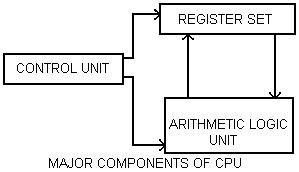 REGISTER SET
CONTROL UNIT
ARITHMETIC LOGIC
UNIT
MAJOR COMPONENTS OF CPU